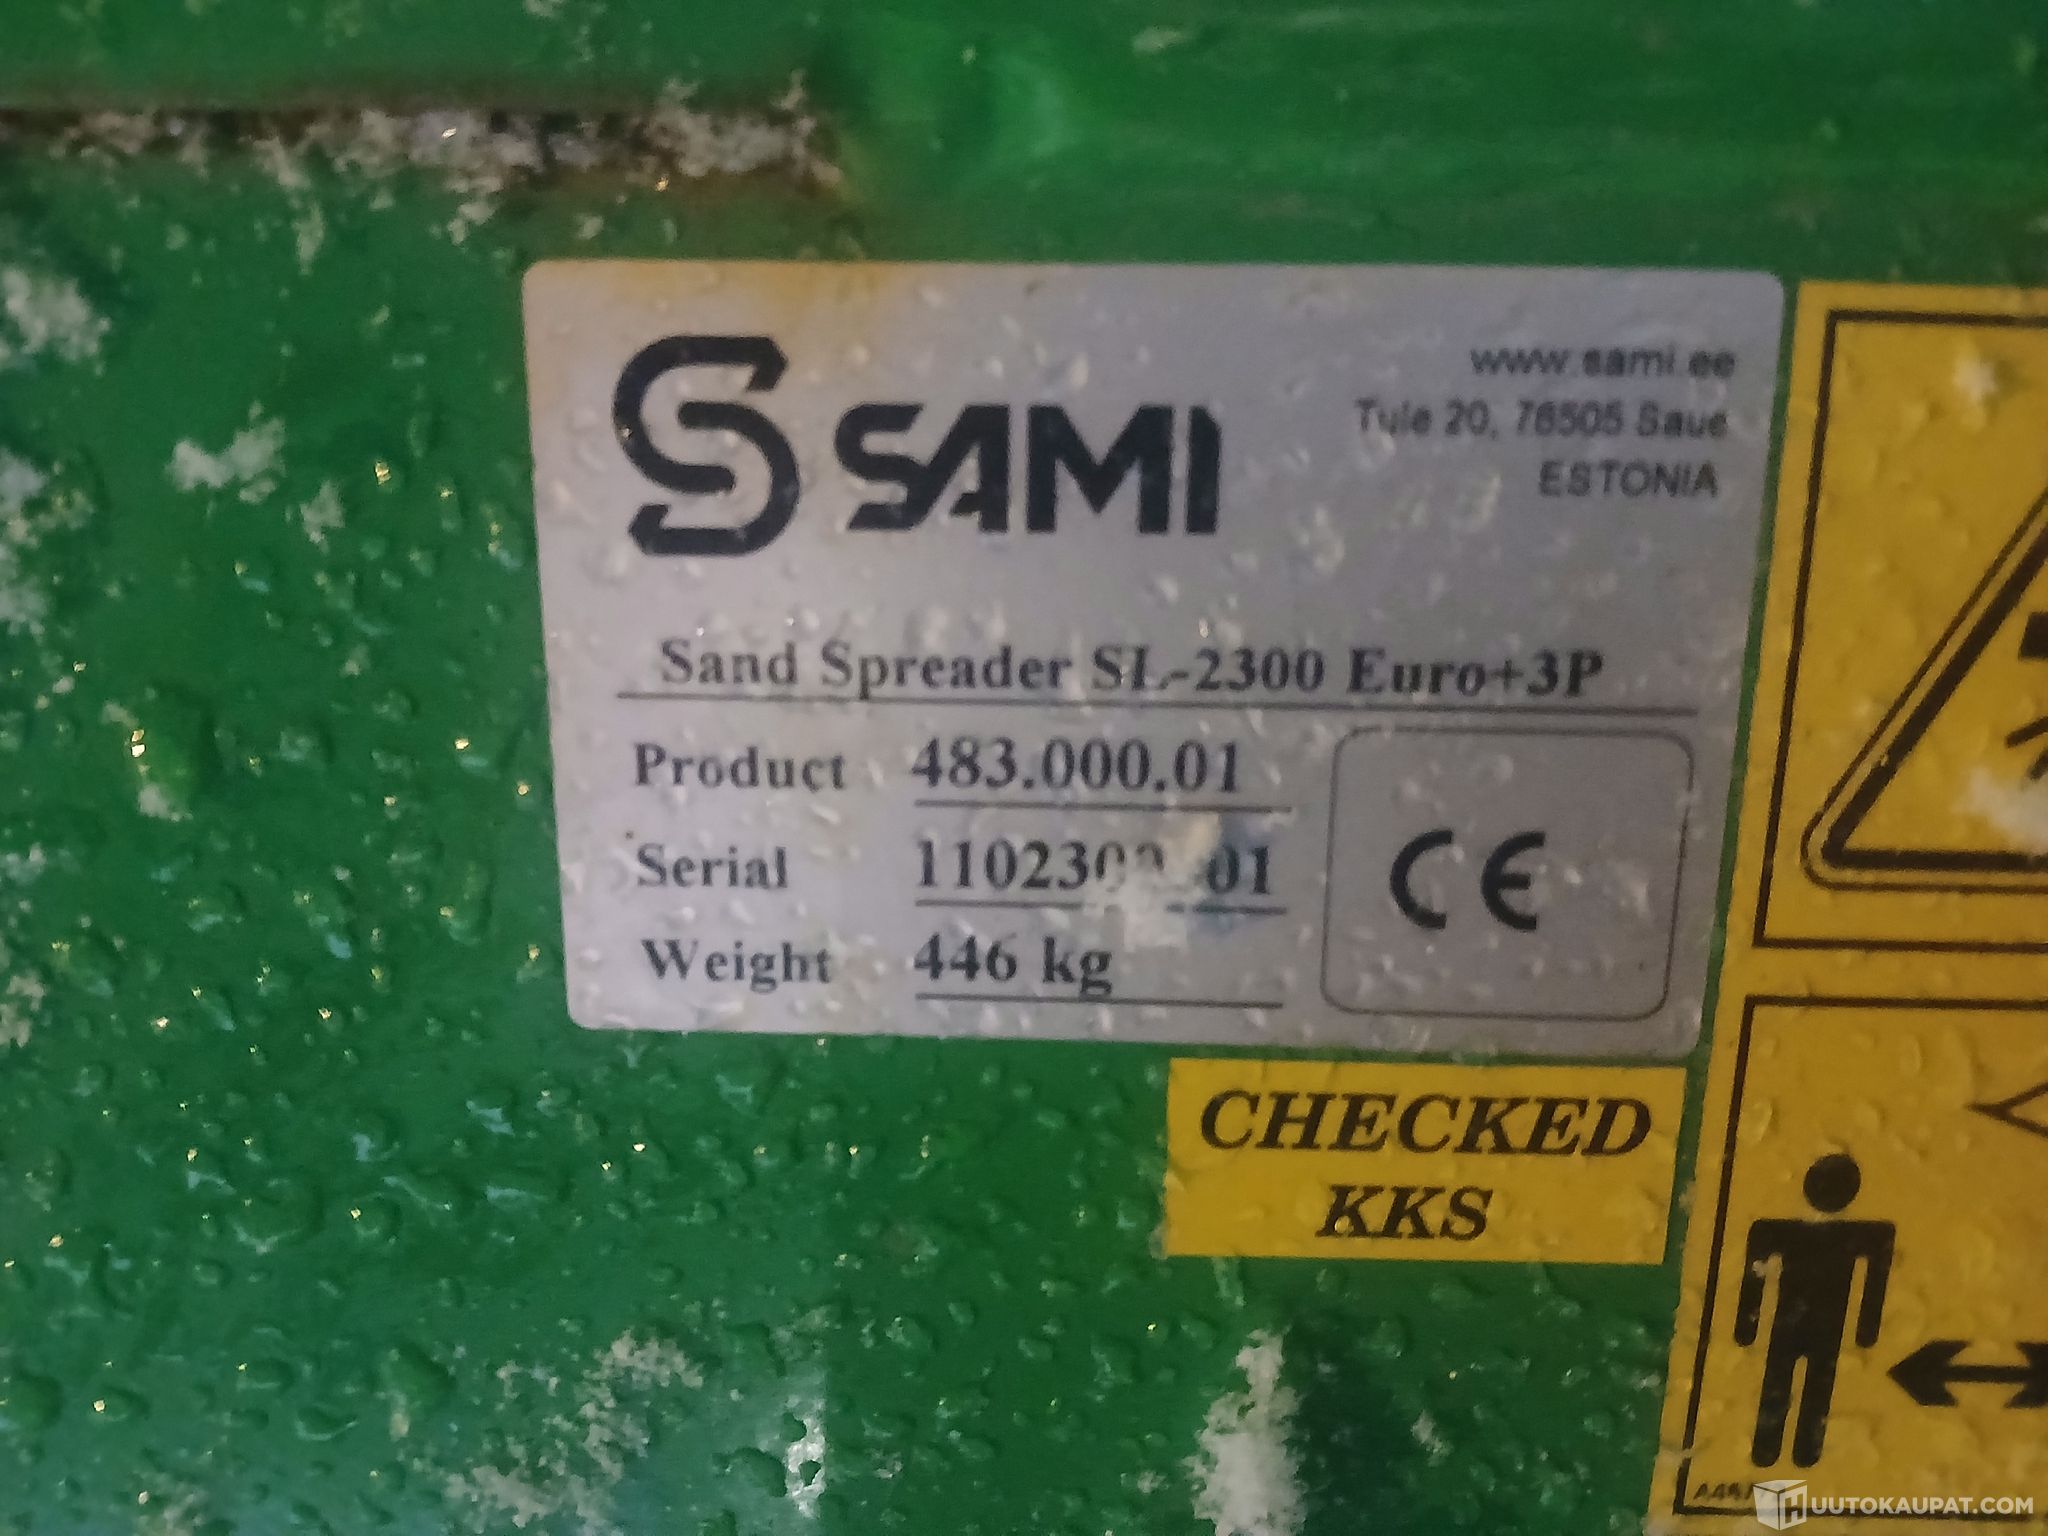 SAMI
www.sami.ee
Tule 20, 76505 Saue
ESTONIA
Sand Spreader SL-2300 Euro+3P
Product 483.000.01
Serial
Weight 446 kg
CE
CHECKED
KKS
HUUTOKAUPAT.COM